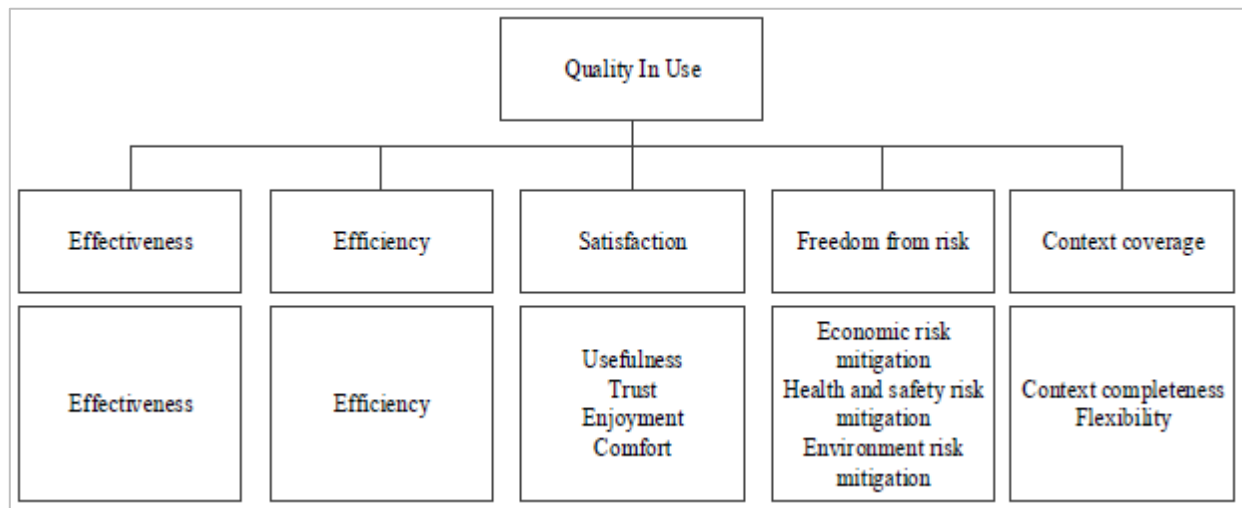 Quality In Use
Effectiveness
Efficiency
Satisfaction
Freedom from risk
Context coverage
Effectiveness
Efficiency
Usefulness
Trust
Enjoyment
Comfort
Economic risk
mitigation
Health and safety risk
mitigation
Environment risk
mitigation
Context completeness
Flexibility